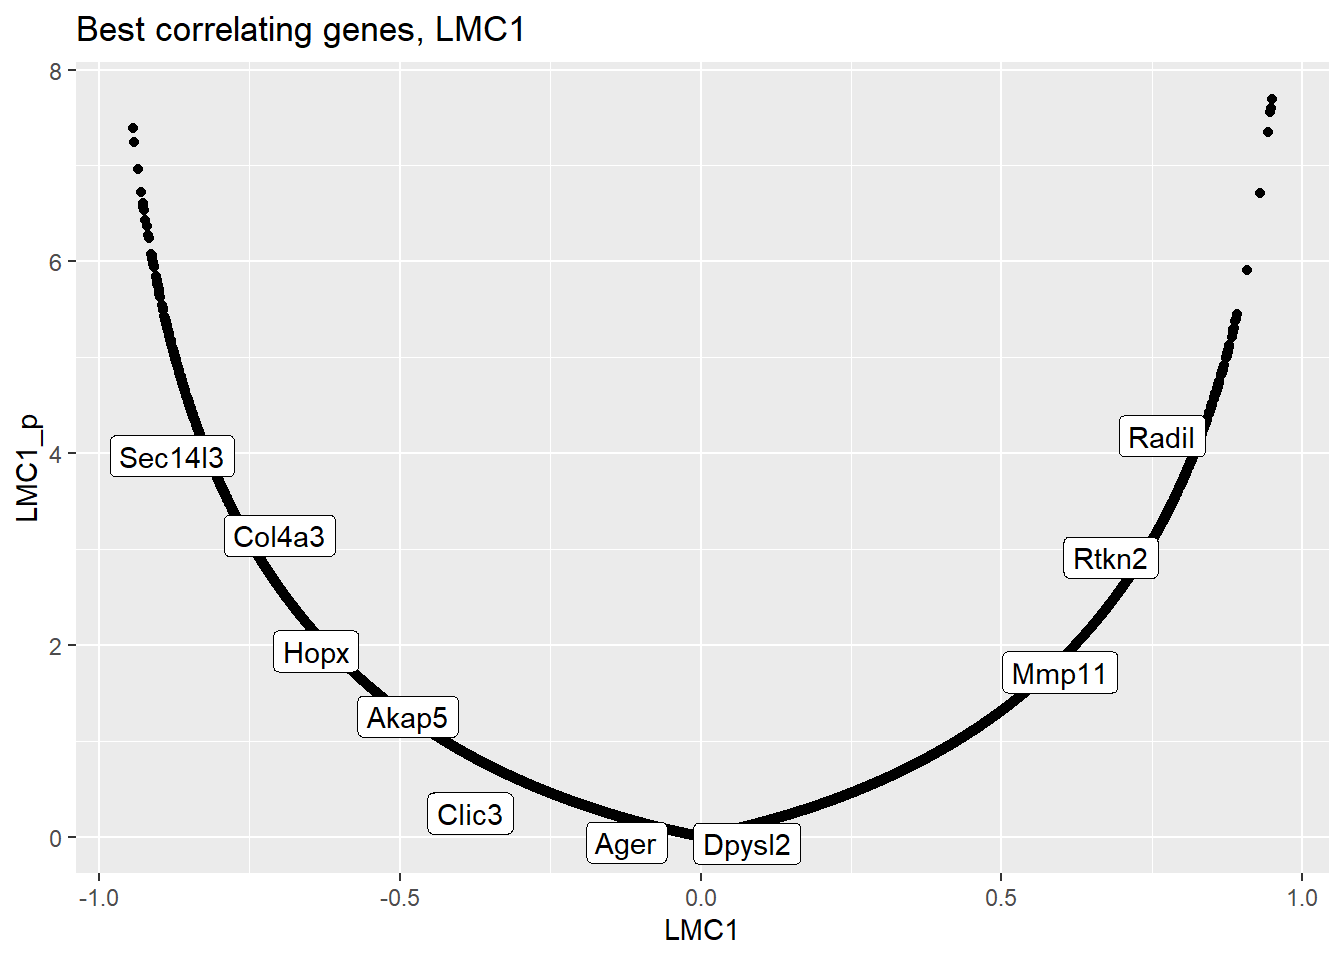 Best correlating genes, LMC1
8
6
4
2
0
LMC1_p
Radil
Sec14l3
Col4a3
Rtkn2
Hopx
Mmp11
Akap5
Clic3
Ager
Dpysl2
-1.0
-0.5
0.0
0.5
1.0
LMC1